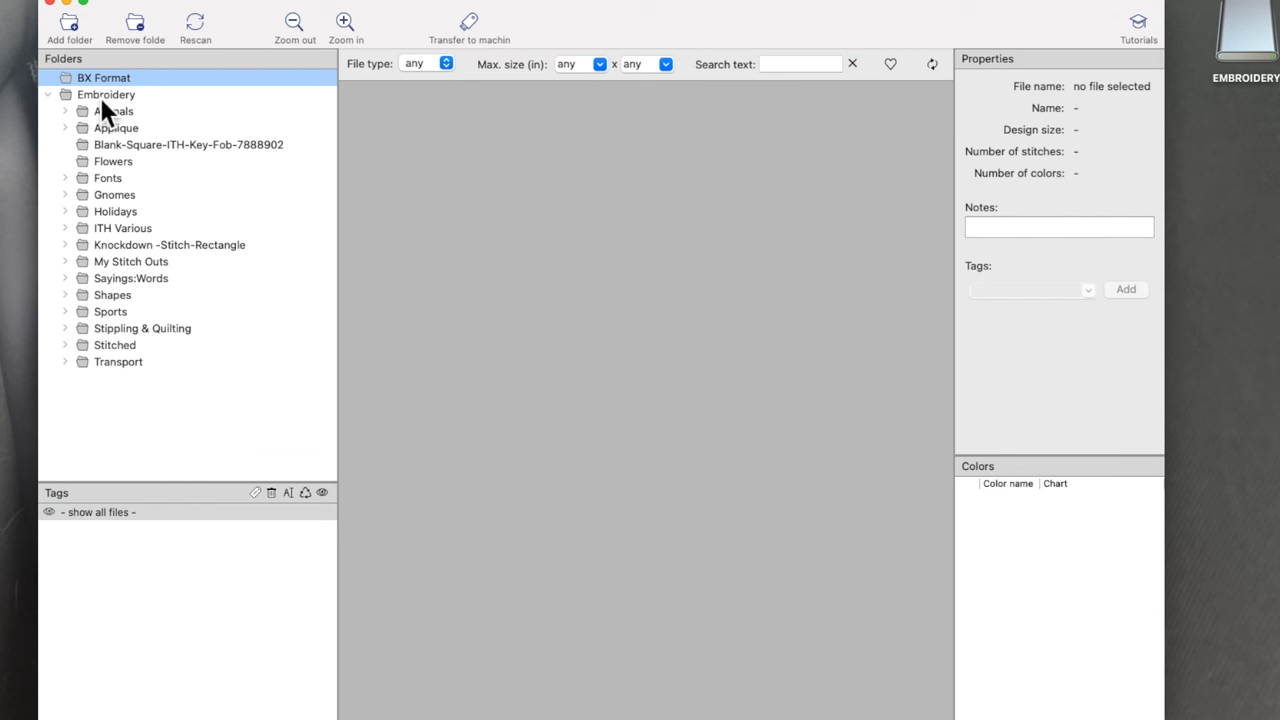 Add folder Remove folde Rescan Zoom out Zoom in Transfer to machin Tutorials
Folders
BX Format
Embroidery
Applique
Blank-Square-ITH-Key-Fob-7888902
Flowers
Fonts
Gnomes
Holidays
ITH Various
Knockdown -Stitch-Rectangle
My Stitch Outs
Sayings:Words
Shapes
Sports
Stippling & Quilting
Stitched
Transport
Tags
- show all files -
File type: any Max. size (in): any x any Search text:
Properties
File name: no file selected
Name: -
Design size: -
Number of stitches: -
Number of colors: -
Notes:
Tags:
Add
Colors
Color name Chart
EMBROIDERY